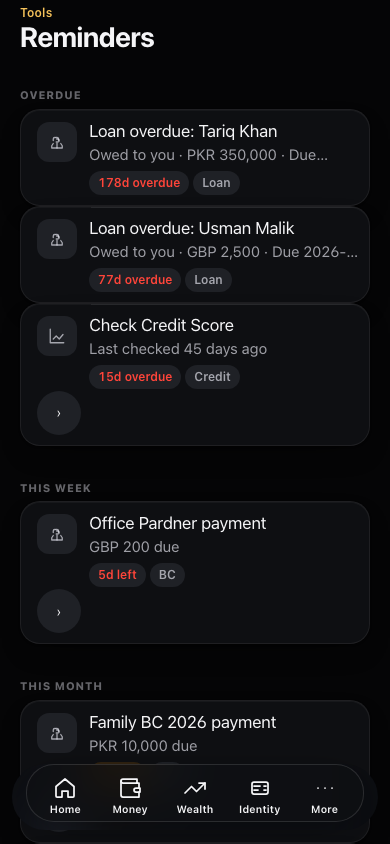 Tools
Reminders
OVERDUE
Loan overdue: Tariq Khan
Owed to you · PKR 350,000 · Due...
178d overdue
Loan
Loan overdue: Usman Malik
Owed to you · GBP 2,500 · Due 2026-...
77d overdue
Loan
Check Credit Score
Last checked 45 days ago
15d overdue
Credit
THIS WEEK
Office Pardner payment
GBP 200 due
5d left
BC
THIS MONTH
Family BC 2026 payment
PKR 10,000 due
Home
Money
Wealth
Identity
More